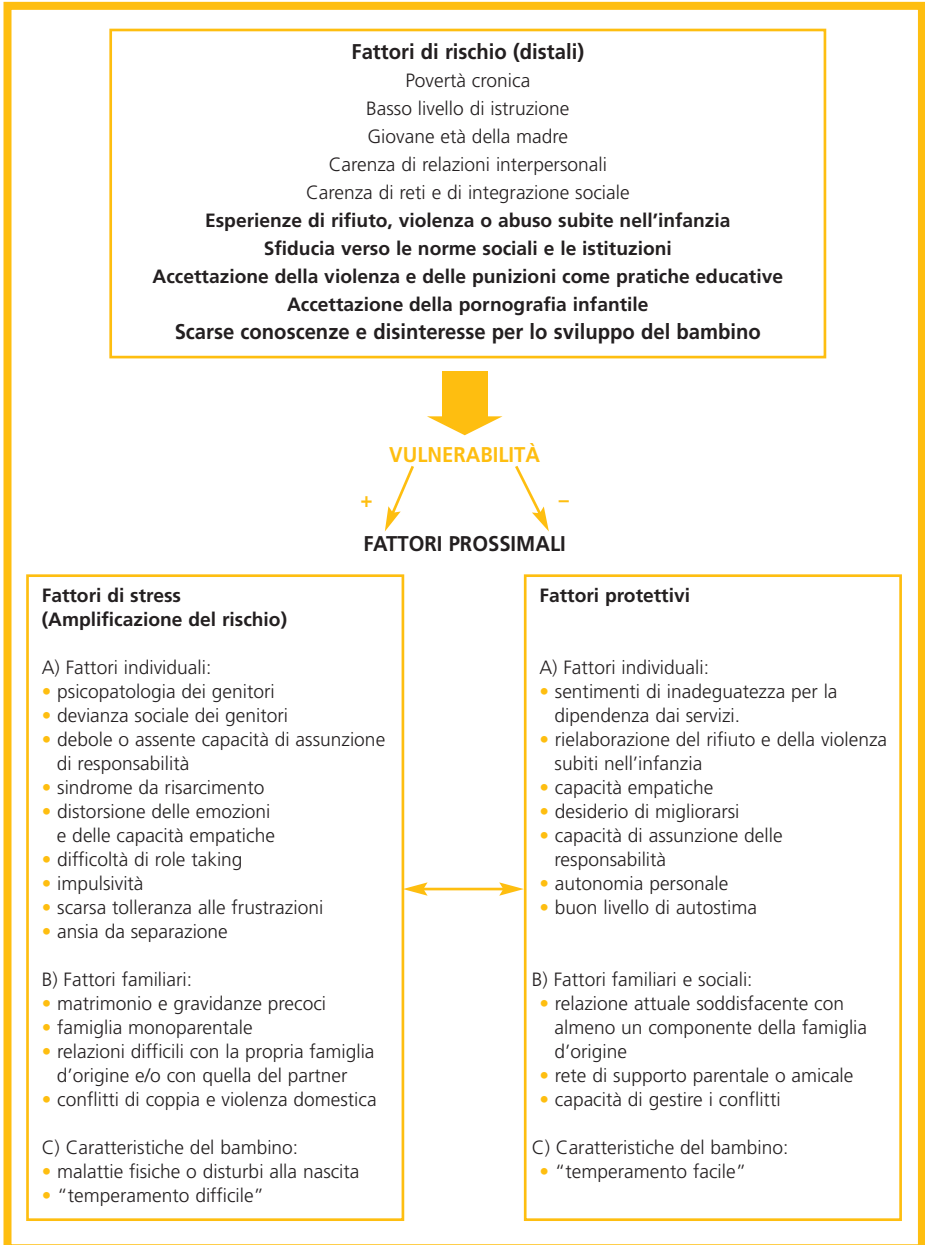 Fattori di rischio (distali)
Povertà cronica
Basso livello di istruzione
Giovane età della madre
Carenza di relazioni interpersonali
Carenza di reti e di integrazione sociale
Esperienze di rifiuto, violenza o abuso subite nell'infanzia
Sfiducia verso le norme sociali e le istituzioni
Accettazione della violenza e delle punizioni come pratiche educative
Accettazione della pornografia infantile
Scarse conoscenze e disinteresse per lo sviluppo del bambino
VULNERABILITÀ
+
–
FATTORI PROSSIMALI
Fattori di stress
(Amplificazione del rischio)
A) Fattori individuali:
• psicopatologia dei genitori
• devianza sociale dei genitori
• debole o assente capacità di assunzione
di responsabilità
• sindrome da risarcimento
• distorsione delle emozioni
e delle capacità empatiche
• difficoltà di role taking
• impulsività
• scarsa tolleranza alle frustrazioni
• ansia da separazione
B) Fattori familiari:
• matrimonio e gravidanze precoci
• famiglia monoparentale
• relazioni difficili con la propria famiglia
d'origine e/o con quella del partner
• conflitti di coppia e violenza domestica
C) Caratteristiche del bambino:
• malattie fisiche o disturbi alla nascita
• "temperamento difficile"
Fattori protettivi
A) Fattori individuali:
• sentimenti di inadeguatezza per la
dipendenza dai servizi.
• rielaborazione del rifiuto e della violenza
subiti nell'infanzia
• capacità empatiche
• desiderio di migliorarsi
• capacità di assunzione delle
responsabilità
• autonomia personale
• buon livello di autostima
B) Fattori familiari e sociali:
• relazione attuale soddisfacente con
almeno un componente della famiglia
d'origine
• rete di supporto parentale o amicale
• capacità di gestire i conflitti
C) Caratteristiche del bambino:
• "temperamento facile"